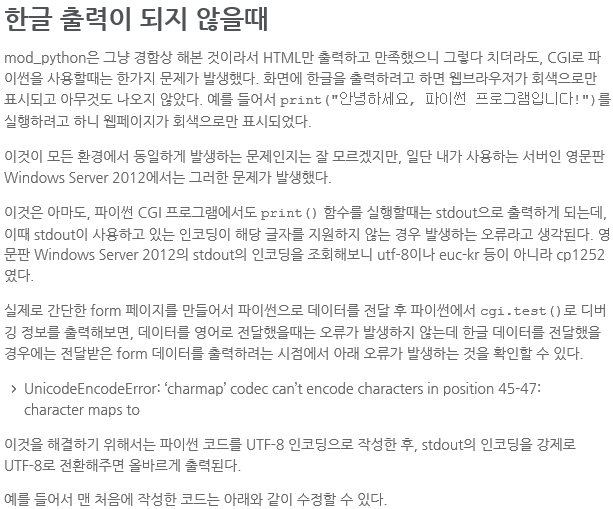 한글 출력이 되지 않을때
mod_python은 그냥 경함상 해본 것이라서 HTML만 출력하고 만족했으니 그렇다 치더라도, CGI로 파
이썬을 사용할때는 한가지 문제가 발생했다. 화면에 한글을 출력하려고 하면 웹브라우저가 회색으로만
표시되고 아무것도 나오지 않았다. 예를 들어서 print("안녕하세요, 파이썬 프로그램입니다!")를
실행하려고 하니 웹페이지가 회색으로만 표시되었다.
이것이 모든 환경에서 동일하게 발생하는 문제인지는 잘 모르겠지만, 일단 내가 사용하는 서버인 영문판
Windows Server 2012에서는 그러한 문제가 발생했다.
이것은 아마도, 파이썬 CGI 프로그램에서도 print() 함수를 실행할때는 stdout으로 출력하게 되는데,
이때 stdout이 사용하고 있는 인코딩이 해당 글자를 지원하지 않는 경우 발생하는 오류라고 생각된다. 영
문판 Windows Server 2012의 stdout의 인코딩을 조회해보니 utf-8이나 euc-kr 등이 아니라 cp1252
였다.
실제로 간단한 form 페이지를 만들어서 파이썬으로 데이터를 전달 후 파이썬에서 cgi.test()로 디버
깅 정보를 출력해보면, 데이터를 영어로 전달했을때는 오류가 발생하지 않는데 한글 데이터를 전달했을
경우에는 전달받은 form 데이터를 출력하려는 시점에서 아래 오류가 발생하는 것을 확인할 수 있다.
› UnicodeEncodeError: ‘charmap’ codec can’t encode characters in position 45-47:
character maps to
이것을 해결하기 위해서는 파이썬 코드를 UTF-8 인코딩으로 작성한 후, stdout의 인코딩을 강제로
UTF-8로 전환해주면 올바르게 출력된다.
예를 들어서 맨 처음에 작성한 코드는 아래와 같이 수정할 수 있다.